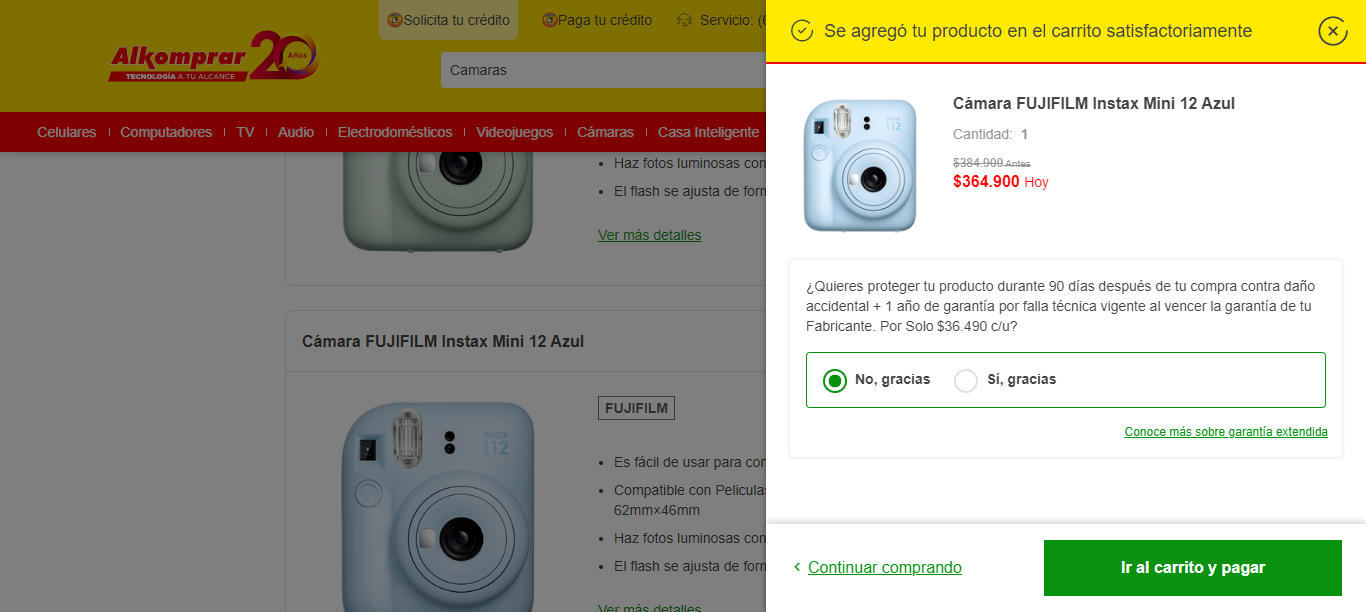 Solicita tu crédito
Paga tu crédito
Servicio: (6
Alkomprar
20
Años
TECNOLOGÍA A TU ALCANCE
Camaras
Celulares
Computadores
TV
Audio
Electrodomésticos
Videojuegos
Cámaras
Casa Inteligente
Haz fotos luminosas con
El flash se ajusta de forn
Ver más detalles
Cámara FUJIFILM Instax Mini 12 Azul
FUJIFILM
instax
mini 12
Es fácil de usar para con
Compatible con Peliculas
62mm×46mm
Haz fotos luminosas con
El flash se ajusta de forn
Ver más detalles
Se agregó tu producto en el carrito satisfactoriamente
Cámara FUJIFILM Instax Mini 12 Azul
Cantidad: 1
$384.900 Antes
$364.900 Hoy
¿Quieres proteger tu producto durante 90 días después de tu compra contra daño
accidental + 1 año de garantía por falla técnica vigente al vencer la garantía de tu
Fabricante. Por Solo $36.490 c/u?
No, gracias
Sí, gracias
Conoce más sobre garantía extendida
Continuar comprando
Ir al carrito y pagar